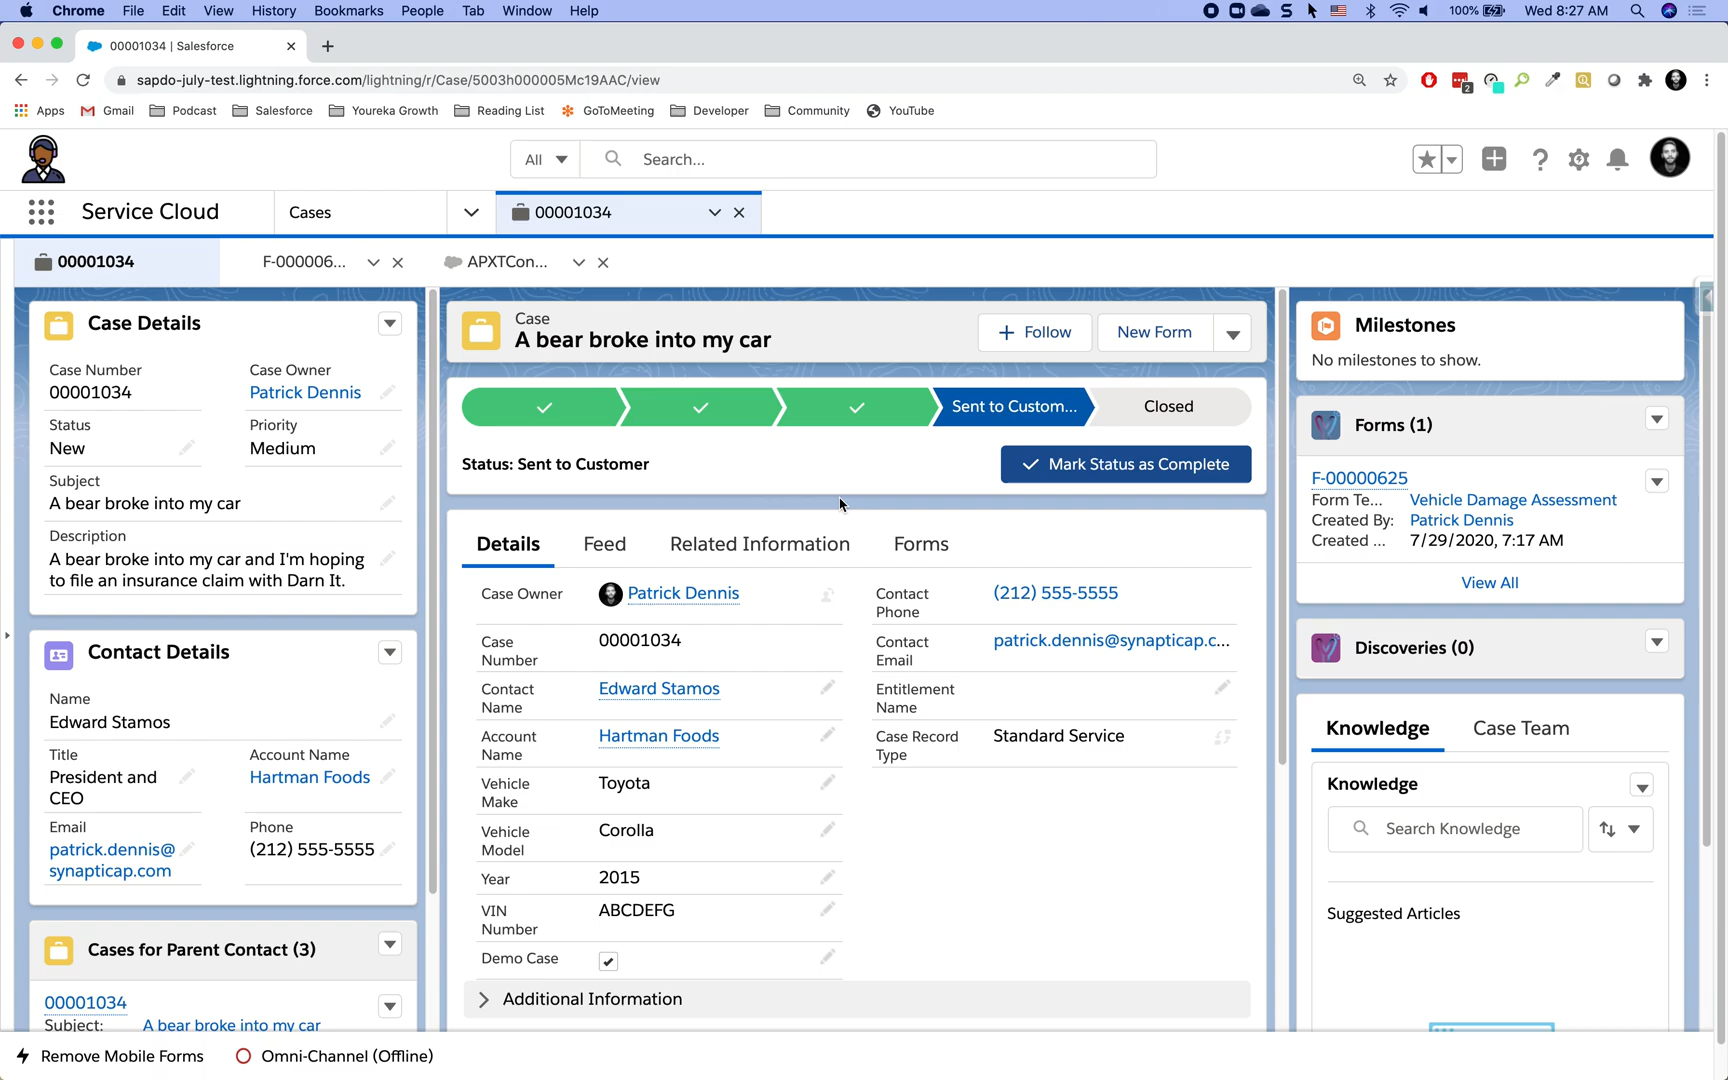 Chrome File Edit View History Bookmarks People Tab Window Help
100% Wed 8:27 AM
00001034 | Salesforce
sapdo-july-test.lightning.force.com/lightning/r/Case/5003h000005Mc19AAC/view
2
Apps Gmail Podcast Salesforce Youreka Growth Reading List GoToMeeting Developer Community YouTube
All Search...
Service Cloud Cases 00001034
00001034 F-000006... APXTCon...
Case Details
Case Number
00001034
Case Owner
Patrick Dennis
Status
New
Priority
Medium
Subject
A bear broke into my car
Description
A bear broke into my car and I'm hoping
to file an insurance claim with Darn It.
Contact Details
Name
Edward Stamos
Title
President and
CEO
Account Name
Hartman Foods
Email
patrick.dennis@
synapticap.com
Phone
(212) 555-5555
Cases for Parent Contact (3)
00001034
Subject: A bear broke into my car
Case
A bear broke into my car
Follow New Form
Sent to Custom... Closed
Status: Sent to Customer
Mark Status as Complete
Details Feed Related Information Forms
Case Owner Patrick Dennis
Case
Number 00001034
Contact
Name Edward Stamos
Account
Name Hartman Foods
Vehicle
Make Toyota
Vehicle
Model Corolla
Year 2015
VIN
Number ABCDEFG
Demo Case
Contact
Phone (212) 555-5555
Contact
Email patrick.dennis@synapticap.c...
Entitlement
Name
Case Record
Type Standard Service
Additional Information
Milestones
No milestones to show.
Forms (1)
F-00000625
Form Te... Vehicle Damage Assessment
Created By: Patrick Dennis
Created ... 7/29/2020, 7:17 AM
View All
Discoveries (0)
Knowledge Case Team
Knowledge
Search Knowledge
Suggested Articles
Remove Mobile Forms Omni-Channel (Offline)